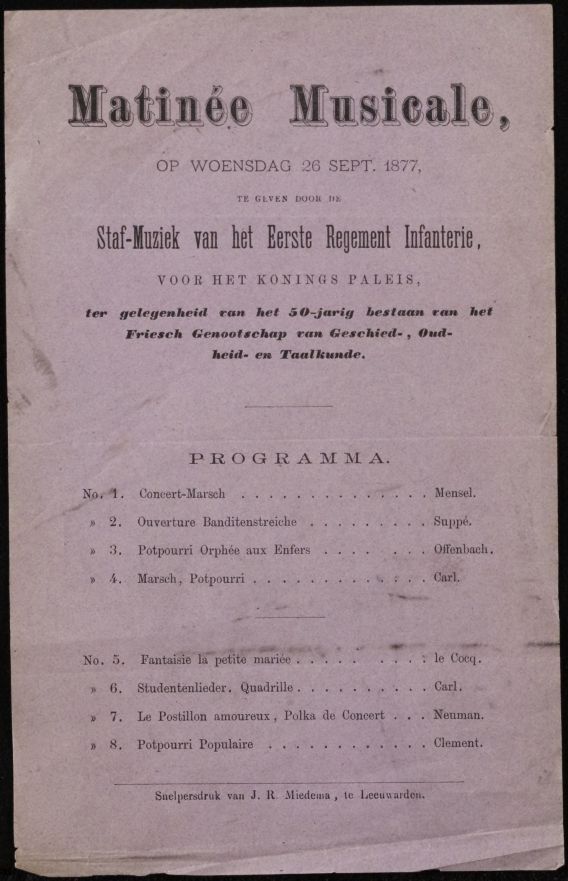 Matinée Musicale,
OP WOENSDAG 26 SEPT. 1877,
TE GEVEN DOOR DE
Staf-Muziek van het Eerste Regement Infanterie,
VOOR HET KONINGS PALEIS,
ter gelegenheid van het 50-jarig bestaan van het
Friesch Genootschap van Geschied-, Oud-
heid- en Taalkunde.
PROGRAMMA.
No. 1. Concert-Marsch . . . . . . . . . . . . . . Mensel.
» 2. Ouverture Banditenstreiche . . . . . . . . . Suppé.
» 3. Potpourri Orphée aux Enfers . . . . . . . Offenbach.
» 4. Marsch, Potpourri . . . . . . . . . . . . . Carl.
No. 5. Fantaisie la petite mariée . . . . . . . . . . le Cocq.
» 6. Studentenlieder, Quadrille . . . . . . . . . . Carl.
» 7. Le Postillon amoureux, Polka de Concert . . . Neuman.
» 8. Potpourri Populaire . . . . . . . . . . . . Clement.
Snelpersdruk van J. R. Miedema, te Leeuwarden.